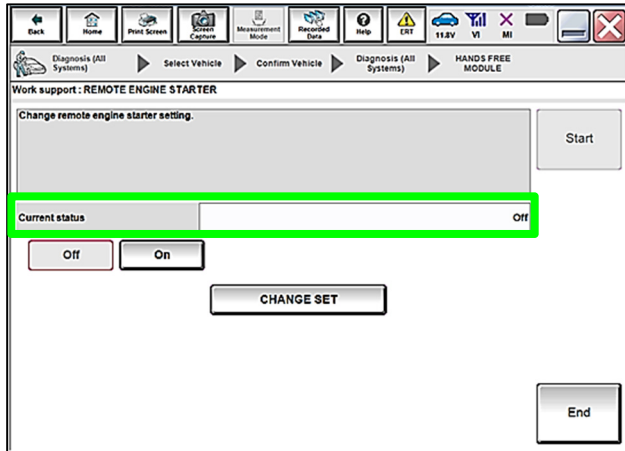 Back Home Print Screen Screen Capture Measurement Mode Recorded Data Help ERT 11.8V VI MI
Diagnosis (All Systems) Select Vehicle Confirm Vehicle Diagnosis (All Systems) HANDS FREE MODULE
Work support : REMOTE ENGINE STARTER
Change remote engine starter setting.
Start
Current status Off
Off On
CHANGE SET
End